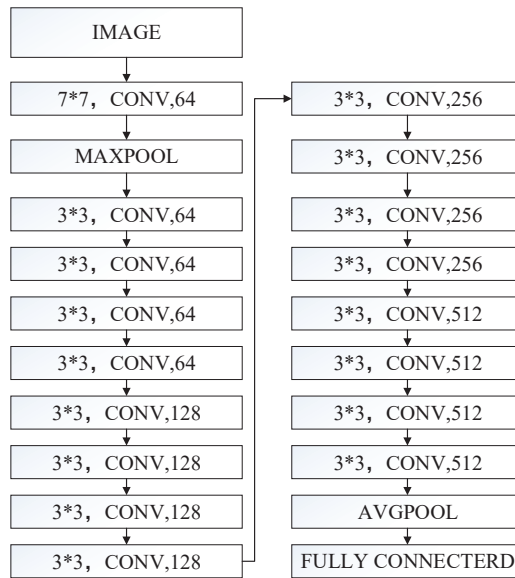 IMAGE
7*7，CONV,64
MAXPOOL
3*3，CONV,64
3*3，CONV,64
3*3，CONV,64
3*3，CONV,64
3*3，CONV,128
3*3，CONV,128
3*3，CONV,128
3*3，CONV,128
3*3，CONV,256
3*3，CONV,256
3*3，CONV,256
3*3，CONV,256
3*3，CONV,512
3*3，CONV,512
3*3，CONV,512
3*3，CONV,512
AVGPOOL
FULLY CONNECTERD